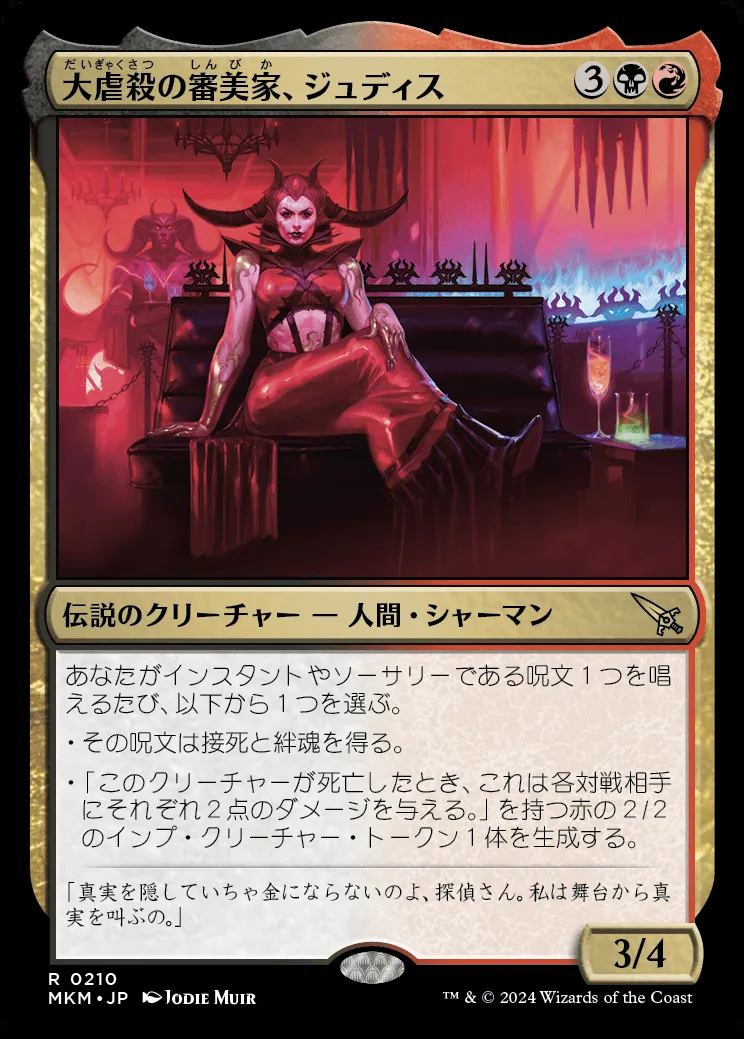 だいぎゃくさつ しんびか
大虐殺の審美家、ジュディス 3
伝説のクリーチャー — 人間・シャーマン
あなたがインスタントやソーサリーである呪文１つを唱
えるたび、以下から１つを選ぶ。
・その呪文は接死と絆魂を得る。
・「このクリーチャーが死亡したとき、これは各対戦相手
にそれぞれ２点のダメージを与える。」を持つ赤の２/２
のインプ・クリーチャー・トークン１体を生成する。
「真実を隠していちゃ金にならないのよ、探偵さん。私は舞台から真
実を叫ぶの。」
3/4
R 0210
MKM • JP Jodie Muir
™ & © 2024 Wizards of the Coast